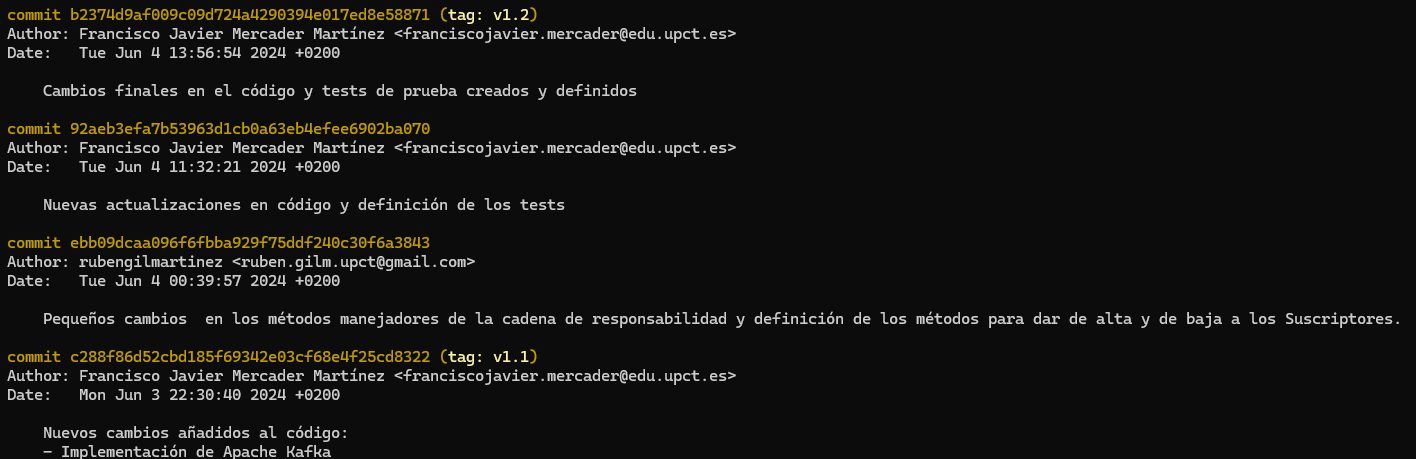 commit b2374d9af009c09d724a4290394e017ed8e58871 (tag: v1.2)
Author: Francisco Javier Mercader Martínez <franciscojavier.mercader@edu.upct.es>
Date:   Tue Jun 4 13:56:54 2024 +0200
Cambios finales en el código y tests de prueba creados y definidos
commit 92aeb3efa7b53963d1cb0a63eb4efee6902ba070
Author: Francisco Javier Mercader Martínez <franciscojavier.mercader@edu.upct.es>
Date:   Tue Jun 4 11:32:21 2024 +0200
Nuevas actualizaciones en código y definición de los tests
commit ebb09dcaa096f6fbba929f75ddf240c30f6a3843
Author: rubengilmartinez <ruben.gilm.upct@gmail.com>
Date:   Tue Jun 4 00:39:57 2024 +0200
Pequeños cambios  en los métodos manejadores de la cadena de responsabilidad y definición de los métodos para dar de alta y de baja a los Suscriptores.
commit c288f86d52cbd185f69342e03cf68e4f25cd8322 (tag: v1.1)
Author: Francisco Javier Mercader Martínez <franciscojavier.mercader@edu.upct.es>
Date:   Mon Jun 3 22:30:40 2024 +0200
Nuevos cambios añadidos al código:
- Implementación de Apache Kafka